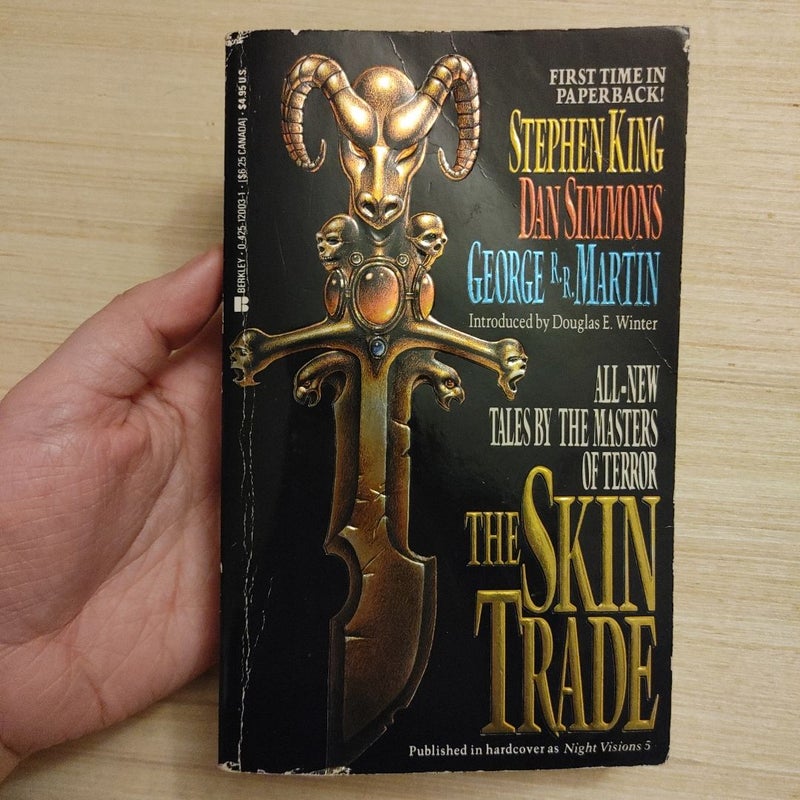 FIRST TIME IN
PAPERBACK!
STEPHEN KING
DAN SIMMONS
GEORGE R.R. MARTIN
Introduced by Douglas E. Winter
ALL-NEW
TALES BY THE MASTERS
OF TERROR
THE SKIN
TRADE
Published in hardcover as Night Visions 5
B BERKLEY • 0-425-12003-1 • [$6.25 CANADA] • $4.95 U.S.